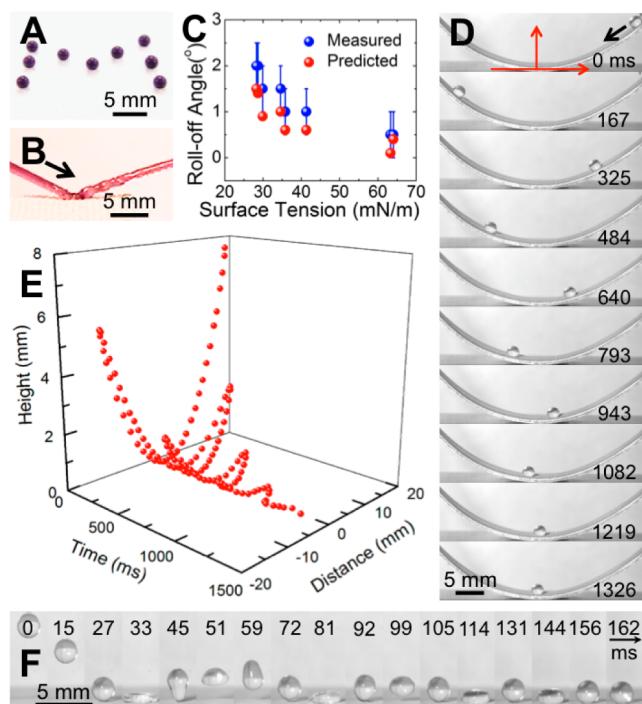 A
5 mm
B
5 mm
C
Roll-off Angle(°)
3
2
1
0
Measured
Predicted
20 30 40 50 60 70
Surface Tension (mN/m)
D
0 ms
167
325
484
640
793
943
1082
1219
5 mm 1326
E
Height (mm)
8
6
4
2
0
0
500
1000
1500
Time (ms)
-20
-10
0
10
20
Distance (mm)
0 15 27 33 45 51 59 72 81 92 99 105 114 131 144 156 162
ms
F
5 mm